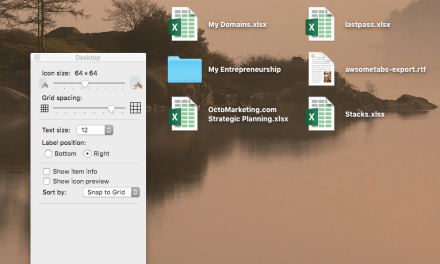 My Domains.xlsx
lastpass.xlsx
Desktop
Icon size: 64 × 64
My Entrepreneurship
awsometabs-export.rtf
Grid spacing:
OctoMarketing.com
Strategic Planning.xlsx
Stacks.xlsx
Text size: 12
Label position:
Bottom Right
Show item info
Show icon preview
Sort by: Snap to Grid